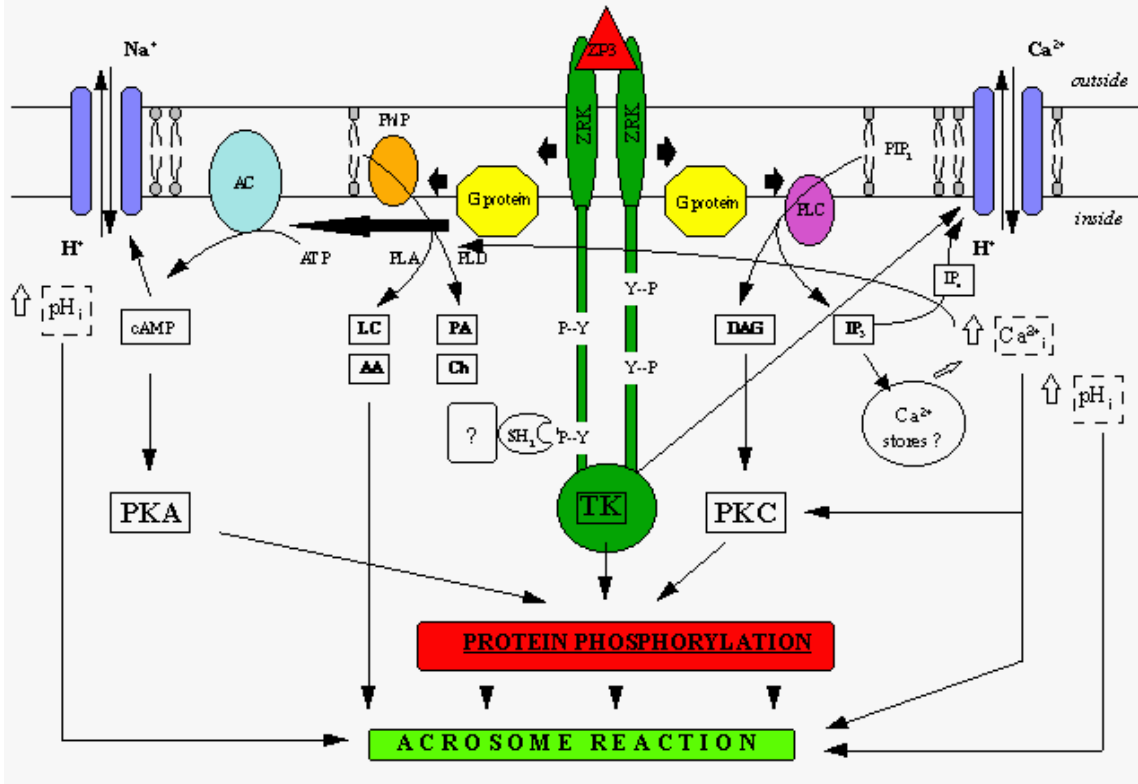 ZP3
Na⁺
Ca²⁺
outside
ZRK
ZRK
PhlP
PIP₂
AC
G protein
G protein
PLC
inside
H⁺
H⁺
ATP
PLA
PLD
IP₄
pHᵢ
cAMP
LC
PA
AA
Ch
P--Y
Y--P
Y--P
DAG
IP₃
Ca²⁺ᵢ
pHᵢ
?
SH₂
P--Y
Ca²⁺
stores ?
PKA
TK
PKC
PROTEIN PHOSPHORYLATION
ACROSOME REACTION